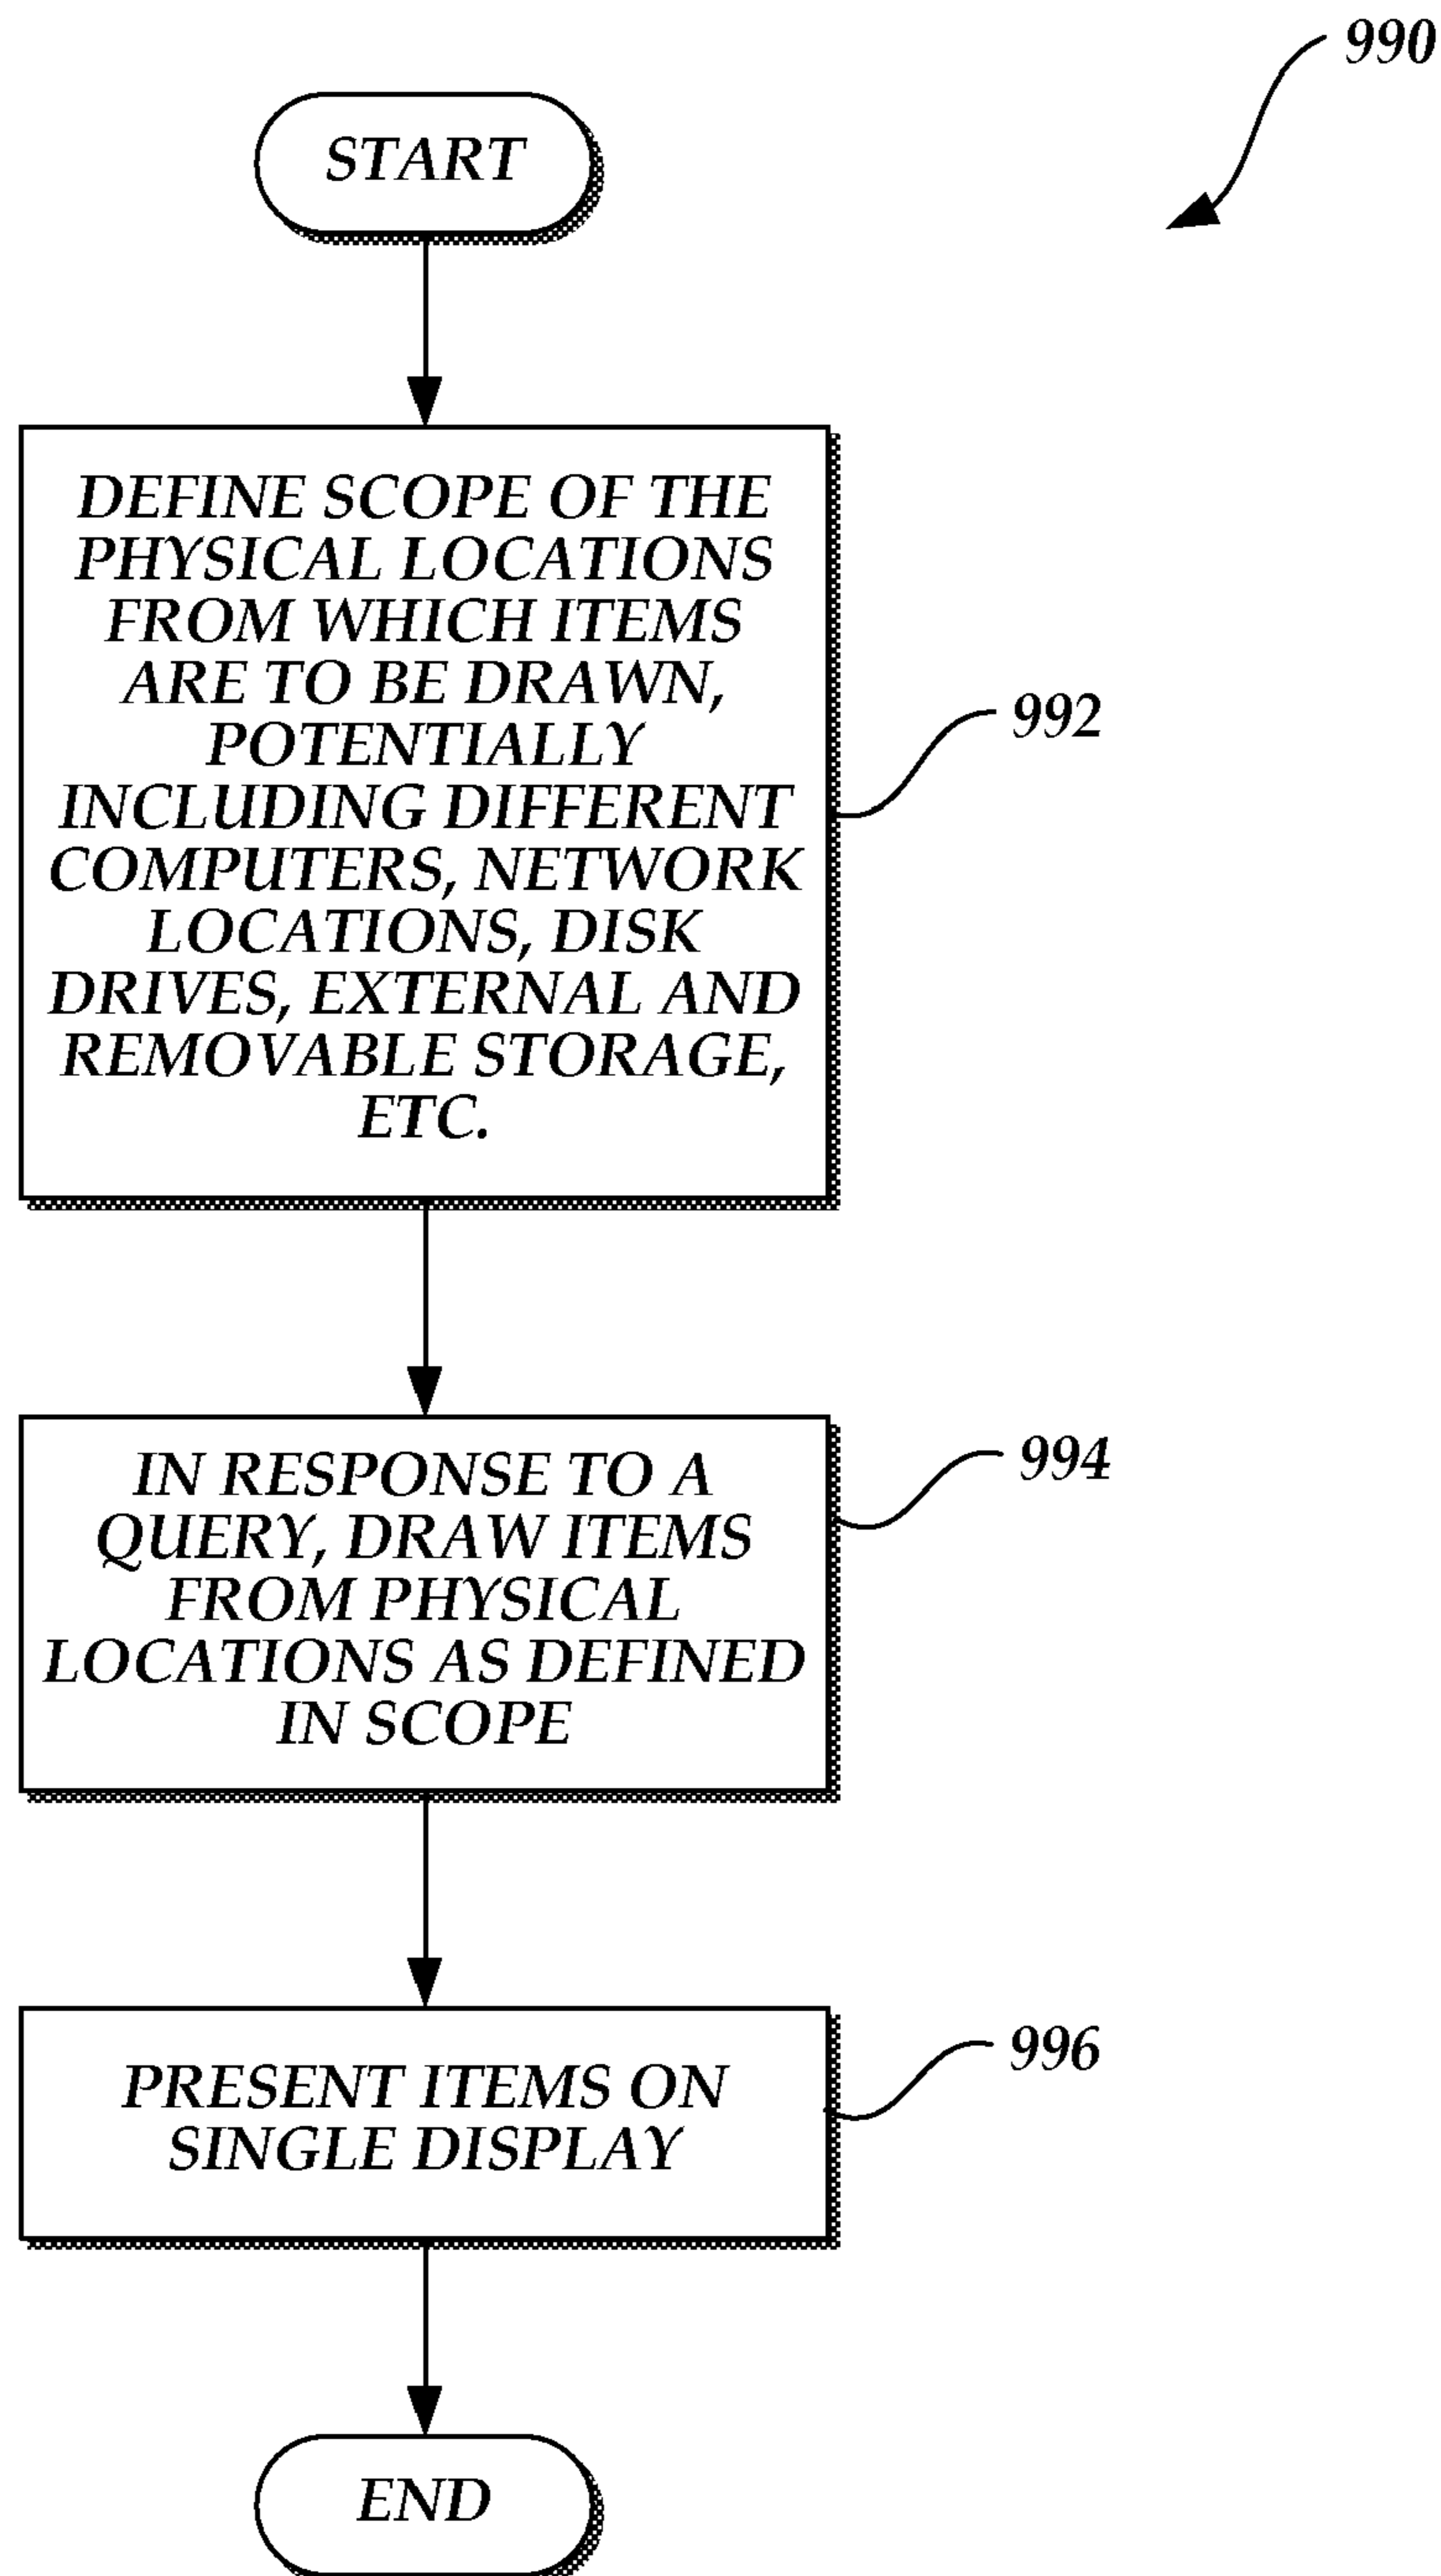 990
START
DEFINE SCOPE OF THE
PHYSICAL LOCATIONS
FROM WHICH ITEMS
ARE TO BE DRAWN,
POTENTIALLY
INCLUDING DIFFERENT
COMPUTERS, NETWORK
LOCATIONS, DISK
DRIVES, EXTERNAL AND
REMOVABLE STORAGE,
ETC.
992
IN RESPONSE TO A
QUERY, DRAW ITEMS
FROM PHYSICAL
LOCATIONS AS DEFINED
IN SCOPE
994
PRESENT ITEMS ON
SINGLE DISPLAY
996
END